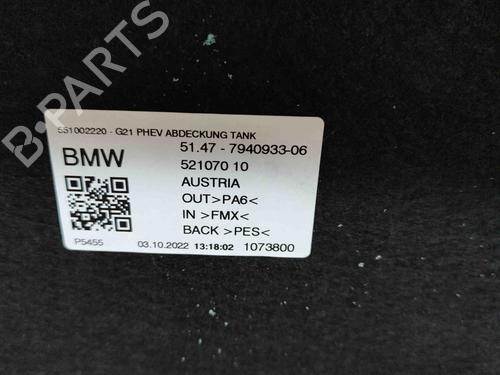 551002220 - G21 PHEV ABDECKUNG TANK
BMW
51.47 - 7940933-06
521070 10
AUSTRIA
OUT>PA6<
IN >FMX<
BACK >PES<
P5455
03.10.2022 13:18:02 1073800
B-PARTS